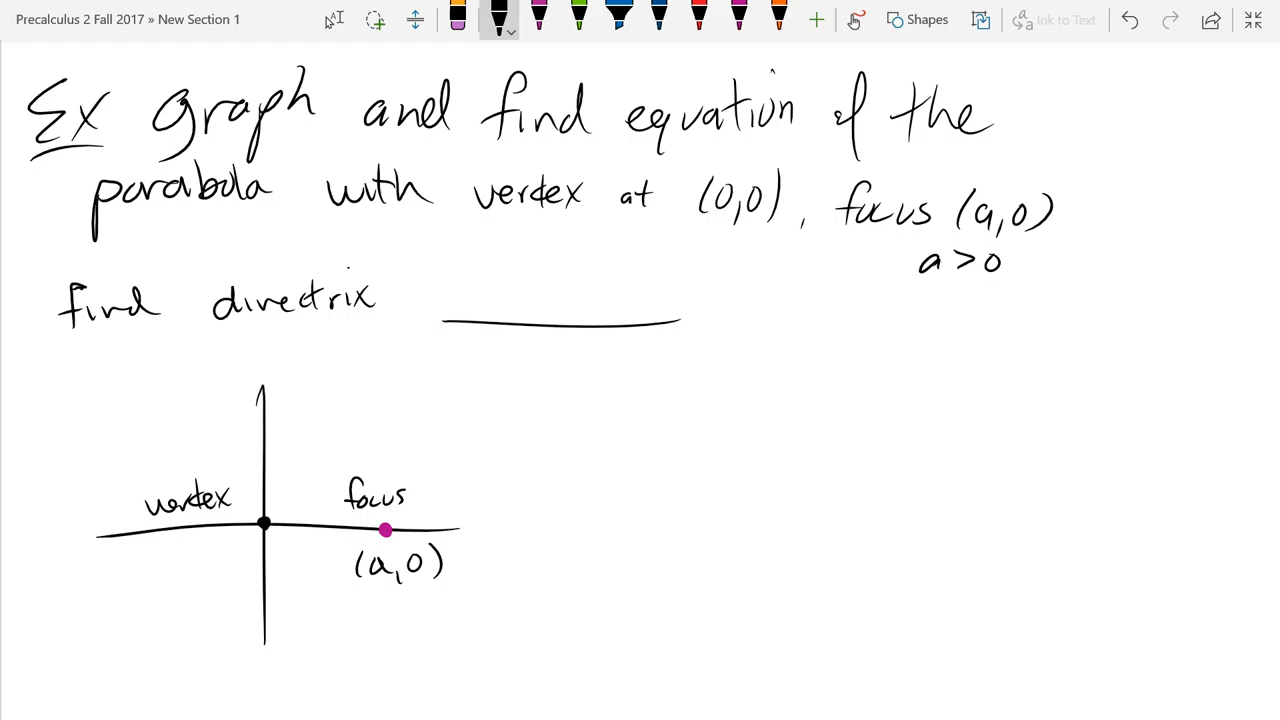 Precalculus 2 Fall 2017 » New Section 1
Shapes
Ink to Text
Ex graph and find equation of the
parabola with vertex at (0,0), focus (a,0)
a > 0
find directrix
vertex
focus
(a,0)